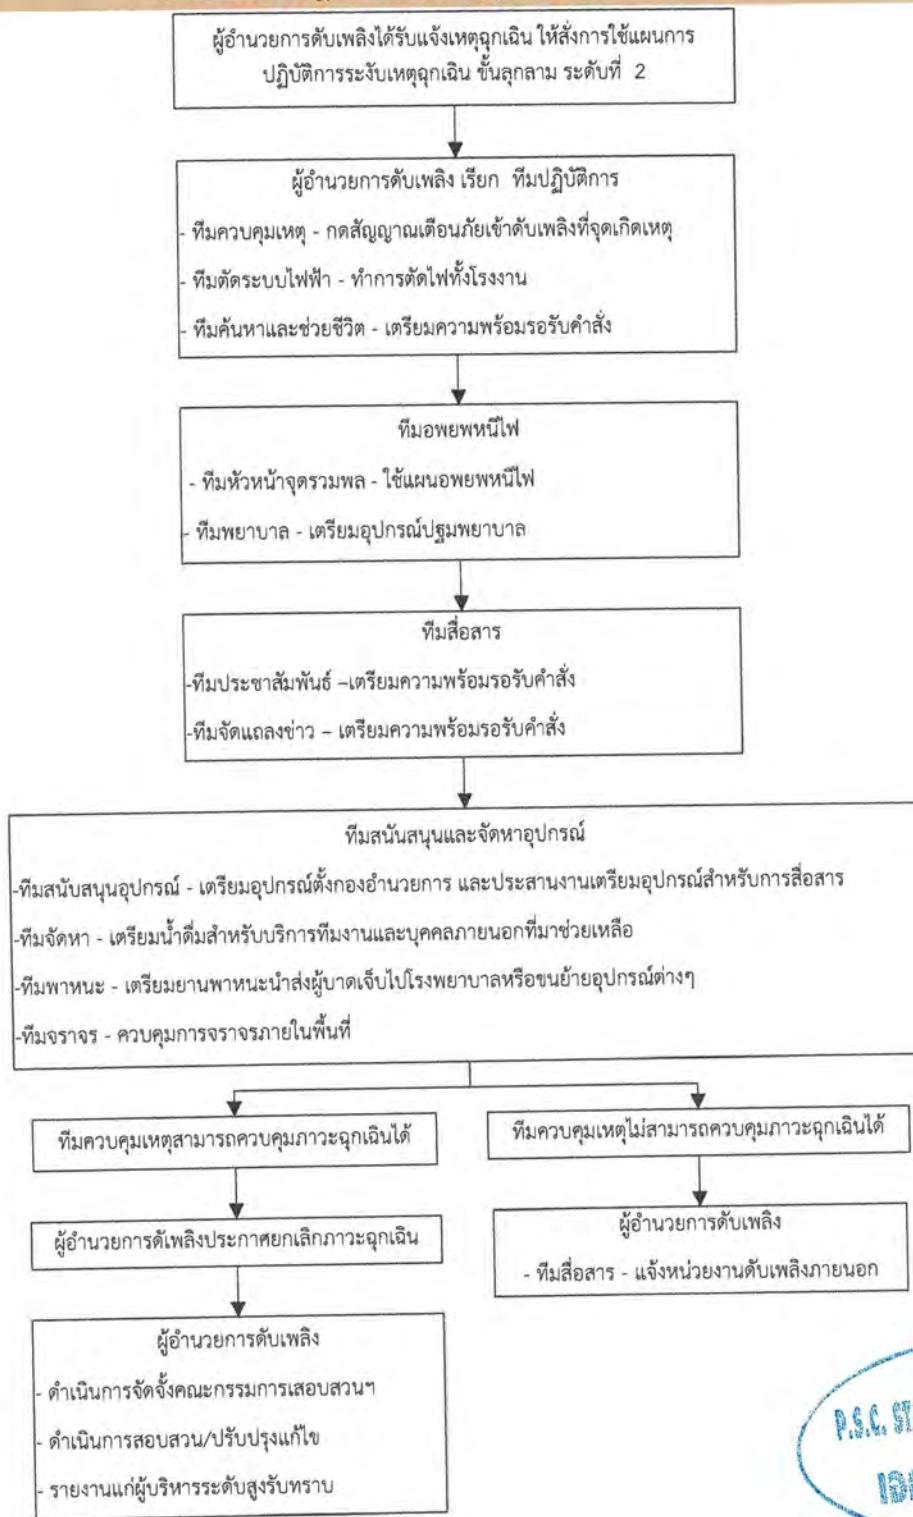 ผู้อำนวยการดับเพลิงได้รับแจ้งเหตุฉุกเฉิน ให้สั่งการใช้แผนการ
ปฏิบัติการระงับเหตุฉุกเฉิน ขั้นลุกลาม ระดับที่ 2
ผู้อำนวยการดับเพลิง เรียก ทีมปฏิบัติการ
- ทีมควบคุมเหตุ - กดสัญญาณเตือนภัยเข้าดับเพลิงที่จุดเกิดเหตุ
- ทีมตัดระบบไฟฟ้า - ทำการตัดไฟทั้งโรงงาน
- ทีมค้นหาและช่วยชีวิต - เตรียมความพร้อมรอรับคำสั่ง
ทีมอพยพหนีไฟ
- ทีมหัวหน้าจุดรวมพล - ใช้แผนอพยพหนีไฟ
- ทีมพยาบาล - เตรียมอุปกรณ์ปฐมพยาบาล
ทีมสื่อสาร
-ทีมประชาสัมพันธ์ –เตรียมความพร้อมรอรับคำสั่ง
-ทีมจัดแถลงข่าว – เตรียมความพร้อมรอรับคำสั่ง
ทีมสนันสนุนและจัดหาอุปกรณ์
-ทีมสนับสนุนอุปกรณ์ - เตรียมอุปกรณ์ตั้งกองอำนวยการ และประสานงานเตรียมอุปกรณ์สำหรับการสื่อสาร
-ทีมจัดหา - เตรียมน้ำดื่มสำหรับบริการทีมงานและบุคคลภายนอกที่มาช่วยเหลือ
-ทีมพาหนะ - เตรียมยานพาหนะนำส่งผู้บาดเจ็บไปโรงพยาบาลหรือขนย้ายอุปกรณ์ต่างๆ
-ทีมจราจร - ควบคุมการจราจรภายในพื้นที่
ทีมควบคุมเหตุสามารถควบคุมภาวะฉุกเฉินได้
ทีมควบคุมเหตุไม่สามารถควบคุมภาวะฉุกเฉินได้
ผู้อำนวยการดัเพลิงประกาศยกเลิกภาวะฉุกเฉิน
ผู้อำนวยการดับเพลิง
- ทีมสื่อสาร - แจ้งหน่วยงานดับเพลิงภายนอก
ผู้อำนวยการดับเพลิง
- ดำเนินการจัดจั้งคณะกรรมการเสอบสวนฯ
- ดำเนินการสอบสวน/ปรับปรุงแก้ไข
- รายงานแก่ผู้บริหารระดับสูงรับทราบ
P.S.C.